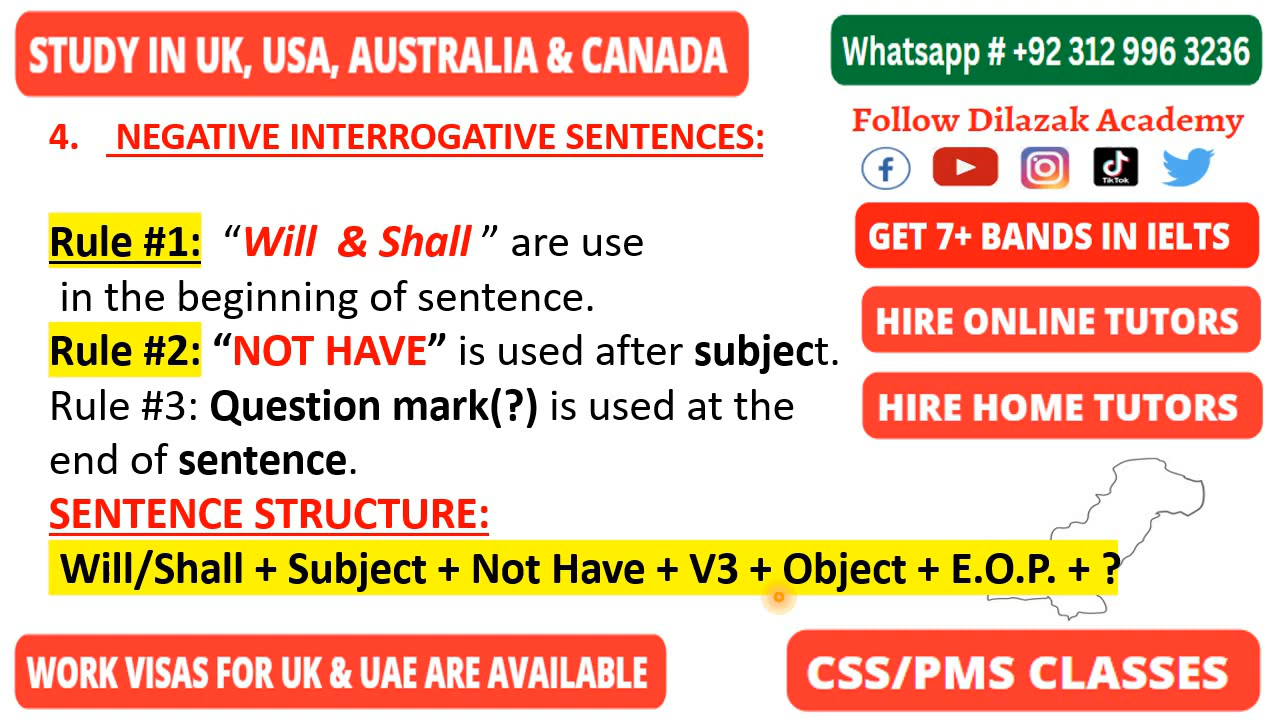 STUDY IN UK, USA, AUSTRALIA & CANADA
Whatsapp # +92 312 996 3236
4. NEGATIVE INTERROGATIVE SENTENCES:
Follow Dilazak Academy
TikTok
Rule #1: “Will & Shall ” are use
in the beginning of sentence.
Rule #2: “NOT HAVE” is used after subject.
Rule #3: Question mark(?) is used at the
end of sentence.
SENTENCE STRUCTURE:
Will/Shall + Subject + Not Have + V3 + Object + E.O.P. + ?
GET 7+ BANDS IN IELTS
HIRE ONLINE TUTORS
HIRE HOME TUTORS
WORK VISAS FOR UK & UAE ARE AVAILABLE
CSS/PMS CLASSES